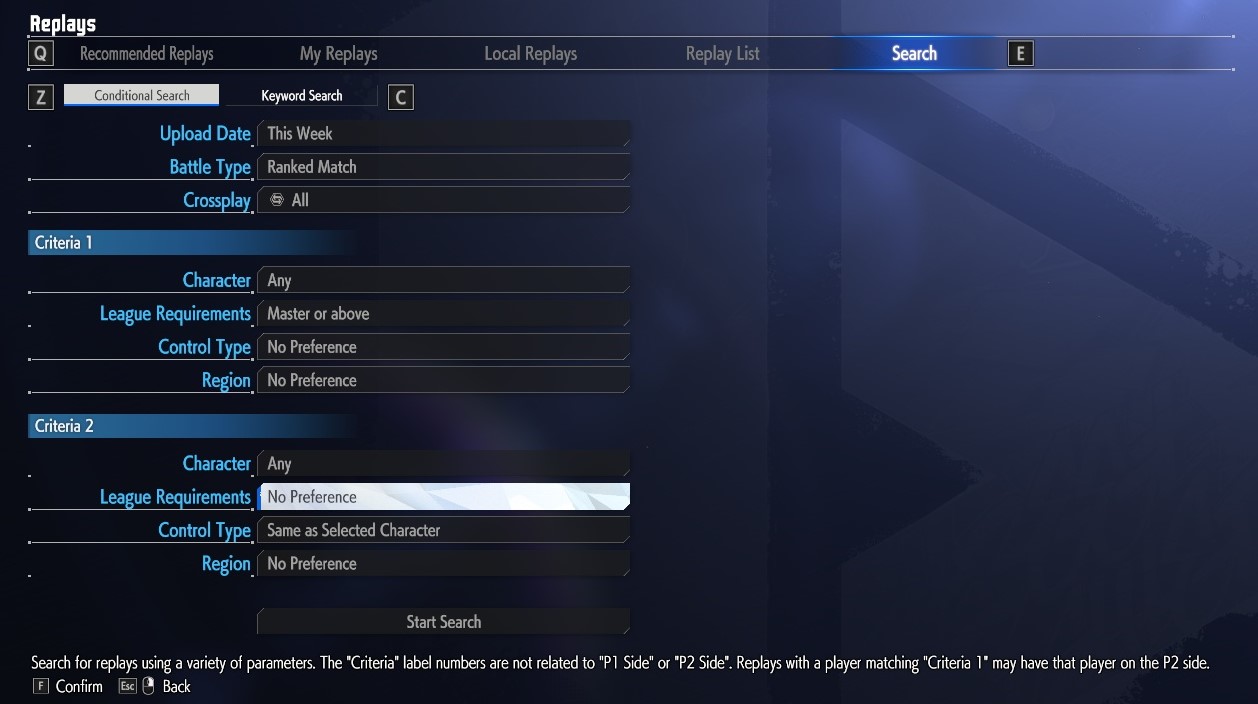 Replays
Q Recommended Replays My Replays Local Replays Replay List Search E
Z Conditional Search Keyword Search C
Upload Date This Week
Battle Type Ranked Match
Crossplay All
Criteria 1
Character Any
League Requirements Master or above
Control Type No Preference
Region No Preference
Criteria 2
Character Any
League Requirements No Preference
Control Type Same as Selected Character
Region No Preference
Start Search
Search for replays using a variety of parameters. The "Criteria" label numbers are not related to "P1 Side" or "P2 Side". Replays with a player matching "Criteria 1" may have that player on the P2 side.
F Confirm Esc Back